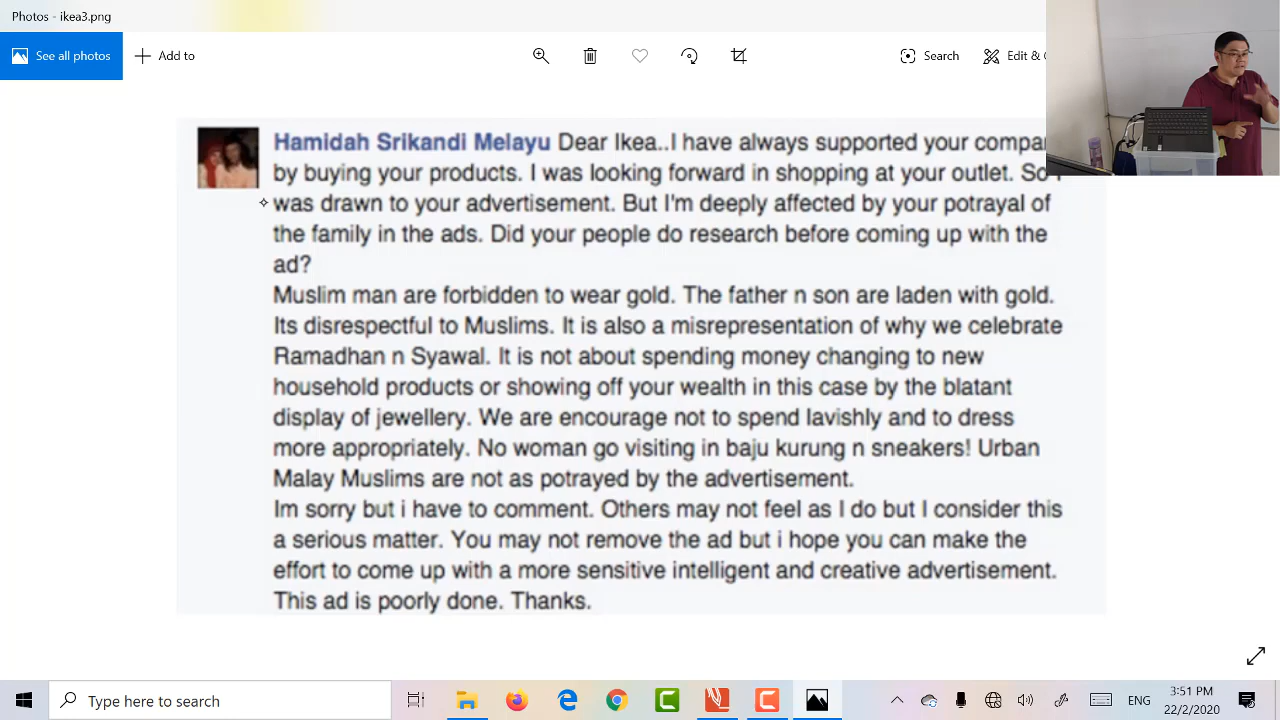 Photos - ikea3.png
See all photos
Add to
Search
Edit &
Hamidah Srikandi Melayu Dear Ikea..I have always supported your compa
by buying your products. I was looking forward in shopping at your outlet. So
was drawn to your advertisement. But I'm deeply affected by your potrayal of
the family in the ads. Did your people do research before coming up with the
ad?
Muslim man are forbidden to wear gold. The father n son are laden with gold.
Its disrespectful to Muslims. It is also a misrepresentation of why we celebrate
Ramadhan n Syawal. It is not about spending money changing to new
household products or showing off your wealth in this case by the blatant
display of jewellery. We are encourage not to spend lavishly and to dress
more appropriately. No woman go visiting in baju kurung n sneakers! Urban
Malay Muslims are not as potrayed by the advertisement.
Im sorry but i have to comment. Others may not feel as I do but I consider this
a serious matter. You may not remove the ad but i hope you can make the
effort to come up with a more sensitive intelligent and creative advertisement.
This ad is poorly done. Thanks.
Type here to search
ENG
3:51 PM
22/2/2020